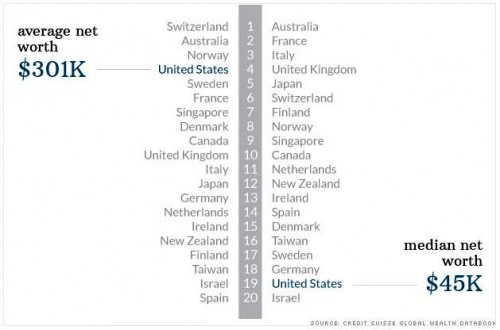 average net
worth
$301K
Switzerland 1 Australia
Australia 2 France
Norway 3 Italy
United States 4 United Kingdom
Sweden 5 Japan
France 6 Switzerland
Singapore 7 Finland
Denmark 8 Norway
Canada 9 Singapore
United Kingdom 10 Canada
Italy 11 Netherlands
Japan 12 New Zealand
Germany 13 Ireland
Netherlands 14 Spain
Ireland 15 Denmark
New Zealand 16 Taiwan
Finland 17 Sweden
Taiwan 18 Germany
Israel 19 United States
Spain 20 Israel
median net
worth
$45K
SOURCE: CREDIT SUISSE GLOBAL WEALTH DATABOOK